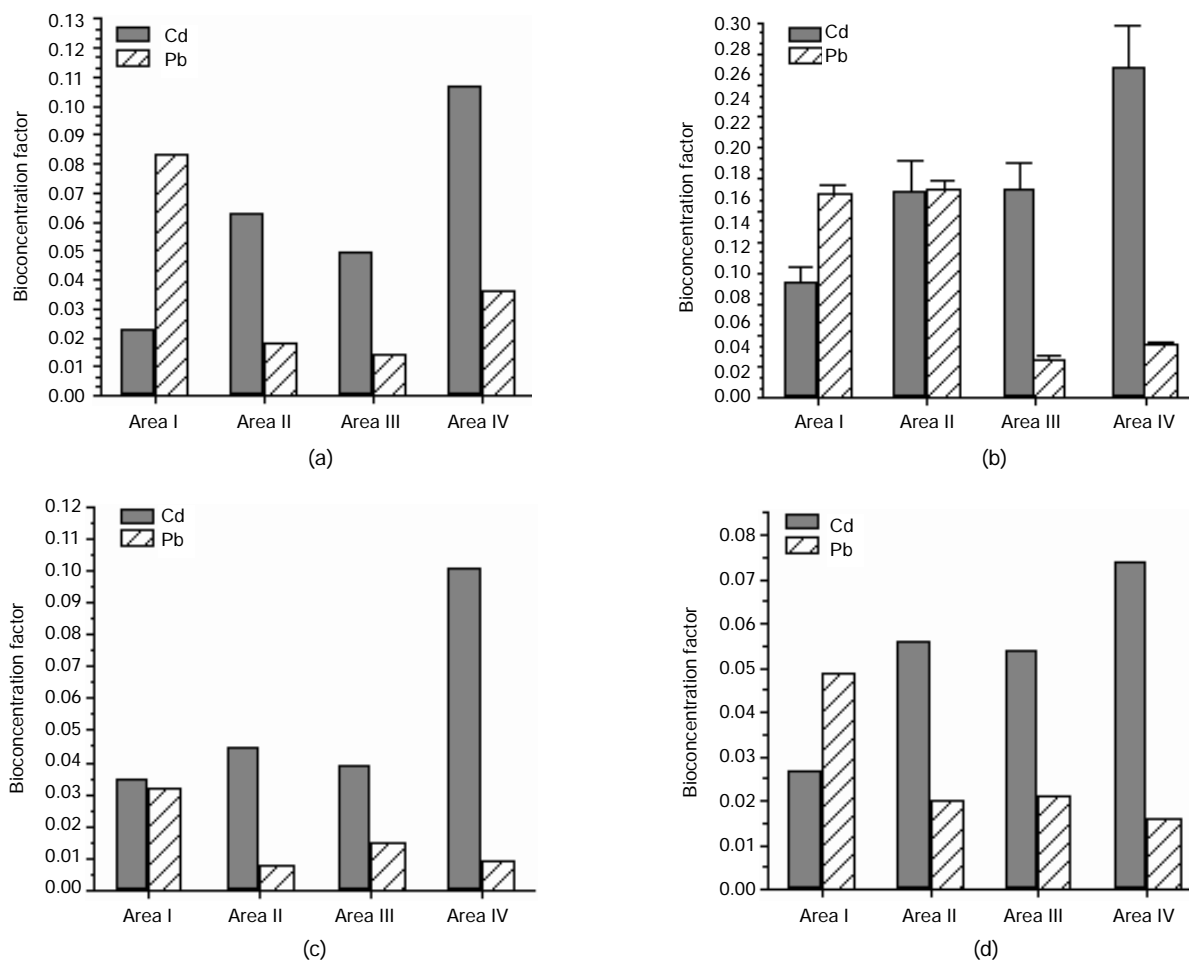 0.13
0.12
0.11
0.10
0.09
0.08
0.07
0.06
0.05
0.04
0.03
0.02
0.01
0.00
Bioconcentration factor
Cd
Pb
Area I Area II Area III Area IV
(a)
0.30
0.28
0.26
0.24
0.22
0.20
0.18
0.16
0.14
0.12
0.10
0.08
0.06
0.04
0.02
0.00
Bioconcentration factor
Cd
Pb
Area I Area II Area III Area IV
(b)
0.12
0.11
0.10
0.09
0.08
0.07
0.06
0.05
0.04
0.03
0.02
0.01
0.00
Bioconcentration factor
Cd
Pb
Area I Area II Area III Area IV
(c)
0.08
0.07
0.06
0.05
0.04
0.03
0.02
0.01
0.00
Bioconcentration factor
Cd
Pb
Area I Area II Area III Area IV
(d)